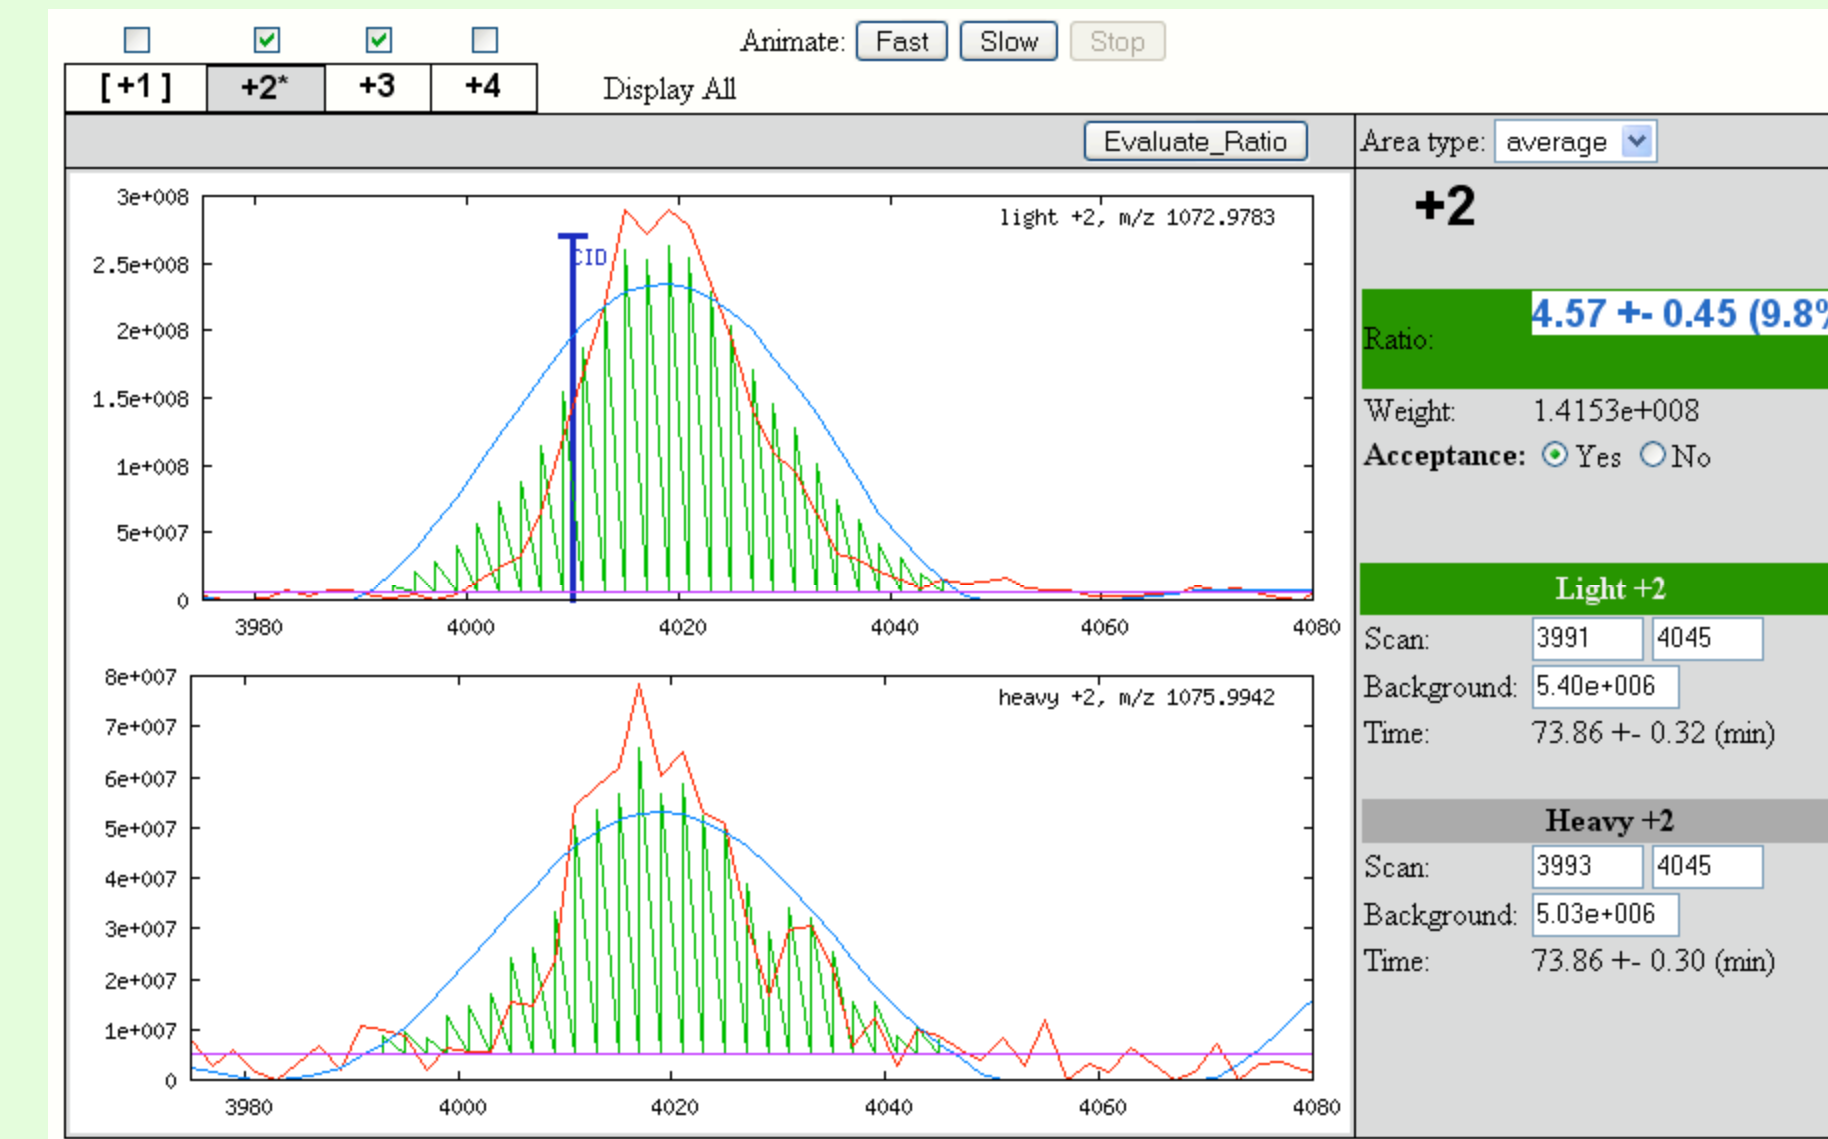 Animate: Fast Slow Stop
[+1] +2* +3 +4 Display All
Evaluate_Ratio Area type: average
+2
Ratio: 4.57 +- 0.45 (9.8%
Weight: 1.4153e+008
Acceptance: Yes No
Light +2
Scan: 3991 4045
Background: 5.40e+006
Time: 73.86 +- 0.32 (min)
Heavy +2
Scan: 3993 4045
Background: 5.03e+006
Time: 73.86 +- 0.30 (min)
light +2, m/z 1072.9783
CID
3e+008
2.5e+008
2e+008
1.5e+008
1e+008
5e+007
0
3980 4000 4020 4040 4060 4080
heavy +2, m/z 1075.9942
8e+007
7e+007
6e+007
5e+007
4e+007
3e+007
2e+007
1e+007
0
3980 4000 4020 4040 4060 4080